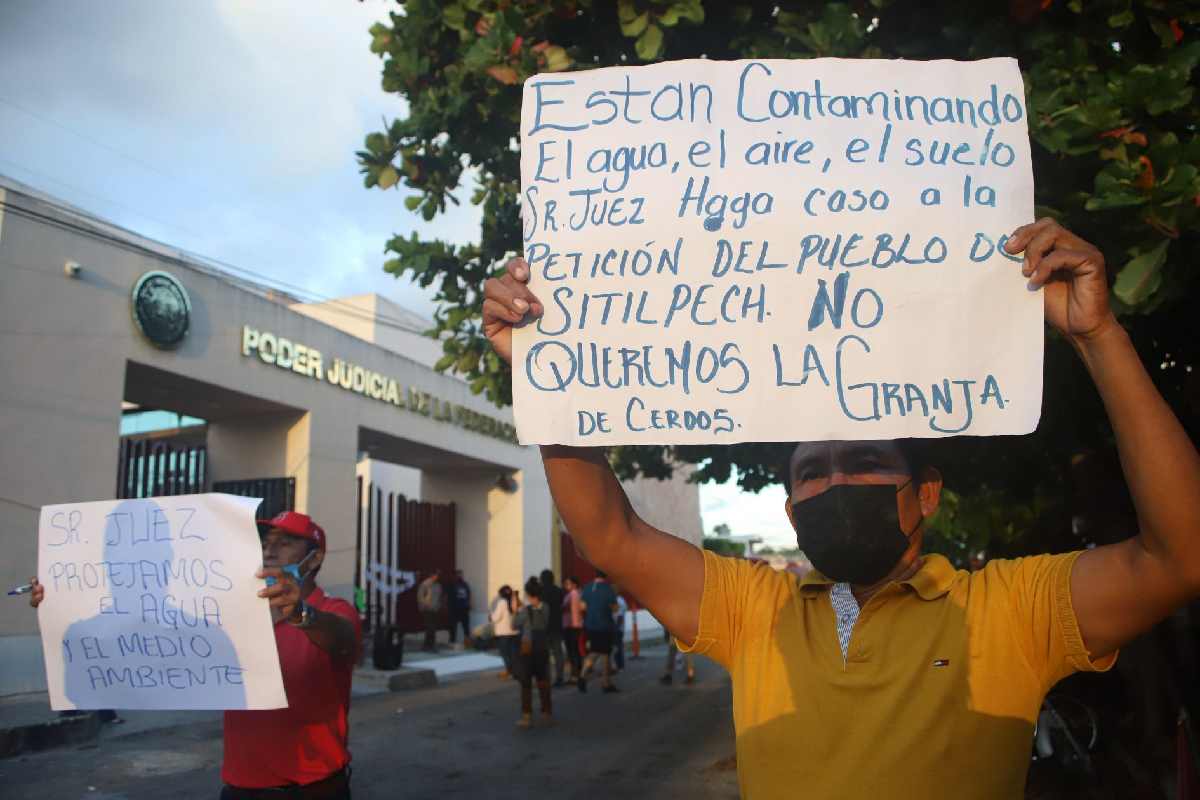 Estan Contaminando
El agua, el aire, el suelo
Sr. Juez Haga caso a la
PETICIÓN DEL PUEBLO DE
SITILPECH. NO
QUEREMOS LA GRANJA.
DE CERDOS.
PODER JUDICIAL DE LA FEDERACIÓN
SR. JUEZ
PROTEJAMOS
EL AGUA
Y EL MEDIO
AMBIENTE